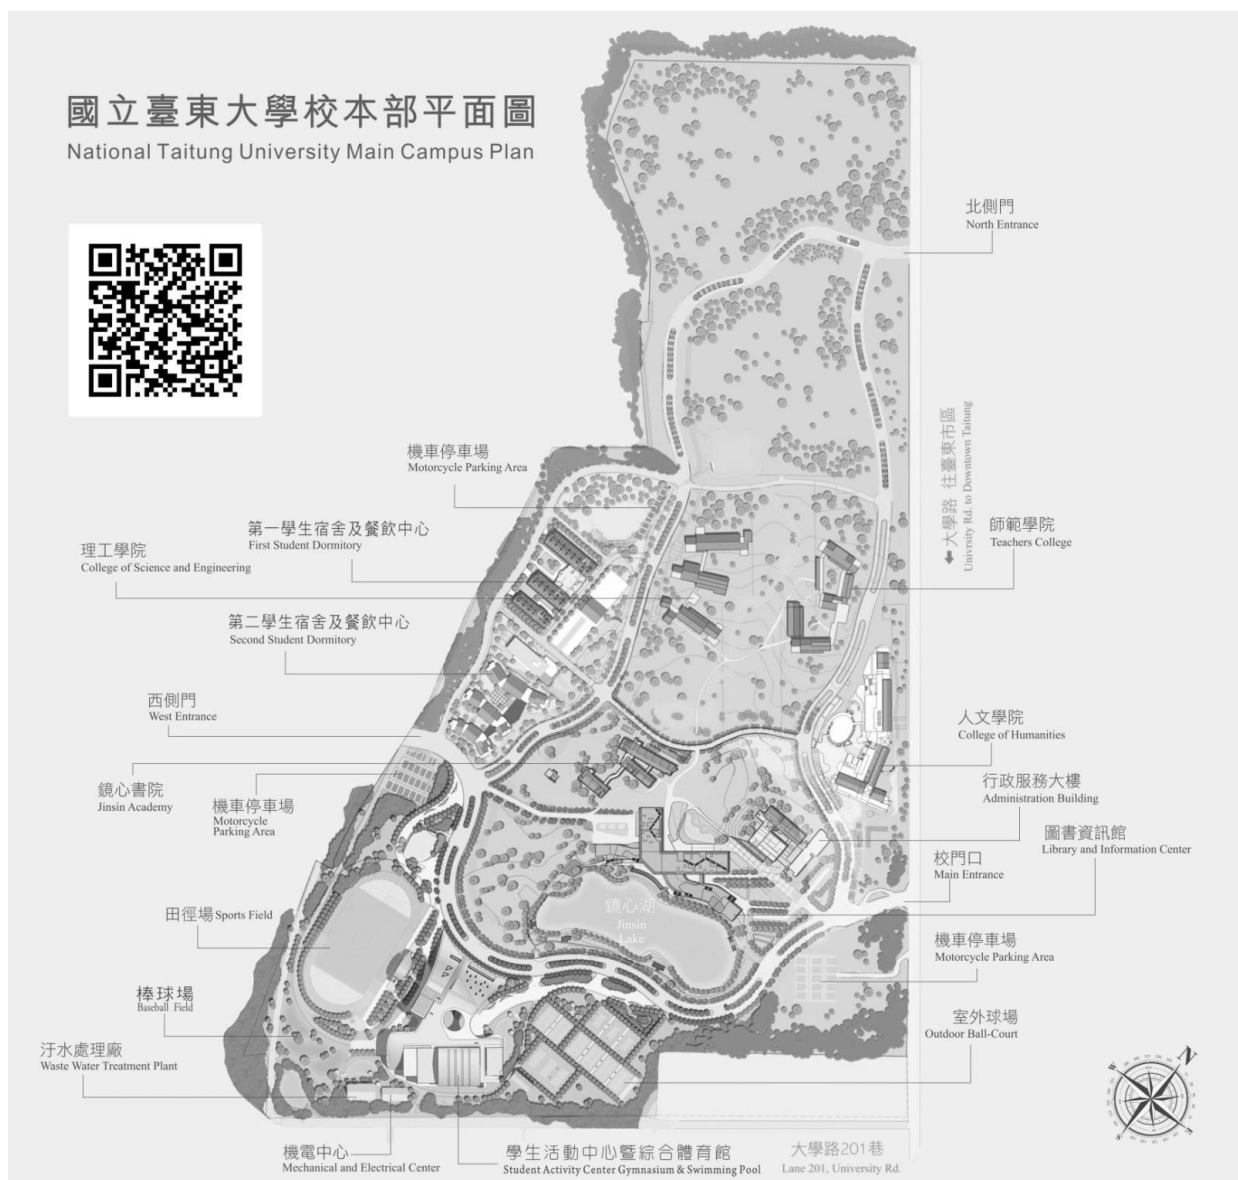 國立臺東大學校本部平面圖
National Taitung University Main Campus Plan
北側門
North Entrance
機車停車場
Motorcycle Parking Area
大學路 往臺東市區
Univrsity Rd. to Downtown Taitung
第一學生宿舍及餐飲中心
First Student Dormitory
師範學院
Teachers College
理工學院
College of Science and Engineering
第二學生宿舍及餐飲中心
Second Student Dormitory
西側門
West Entrance
人文學院
College of Humanities
鏡心書院
Jinsin Academy
機車停車場
Motorcycle
Parking Area
行政服務大樓
Administration Building
圖書資訊館
Library and Information Center
校門口
Main Entrance
鏡心湖
Jinsin
Lake
田徑場 Sports Field
機車停車場
Motorcycle Parking Area
棒球場
Baseball Field
室外球場
Outdoor Ball-Court
汙水處理廠
Waste Water Treatment Plant
N
W
S
E
機電中心
Mechanical and Electrical Center
學生活動中心暨綜合體育館
Student Activity Center Gymnasium & Swimming Pool
大學路201巷
Lane 201, University Rd.